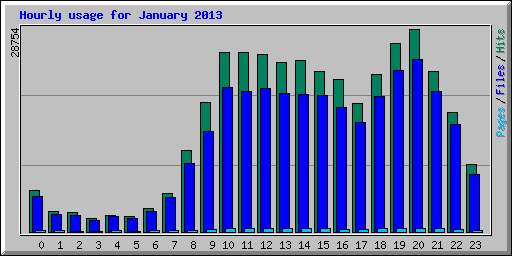 Hourly usage for January 2013
28754
Pages/Files/Hits
0 1 2 3 4 5 6 7 8 9 10 11 12 13 14 15 16 17 18 19 20 21 22 23